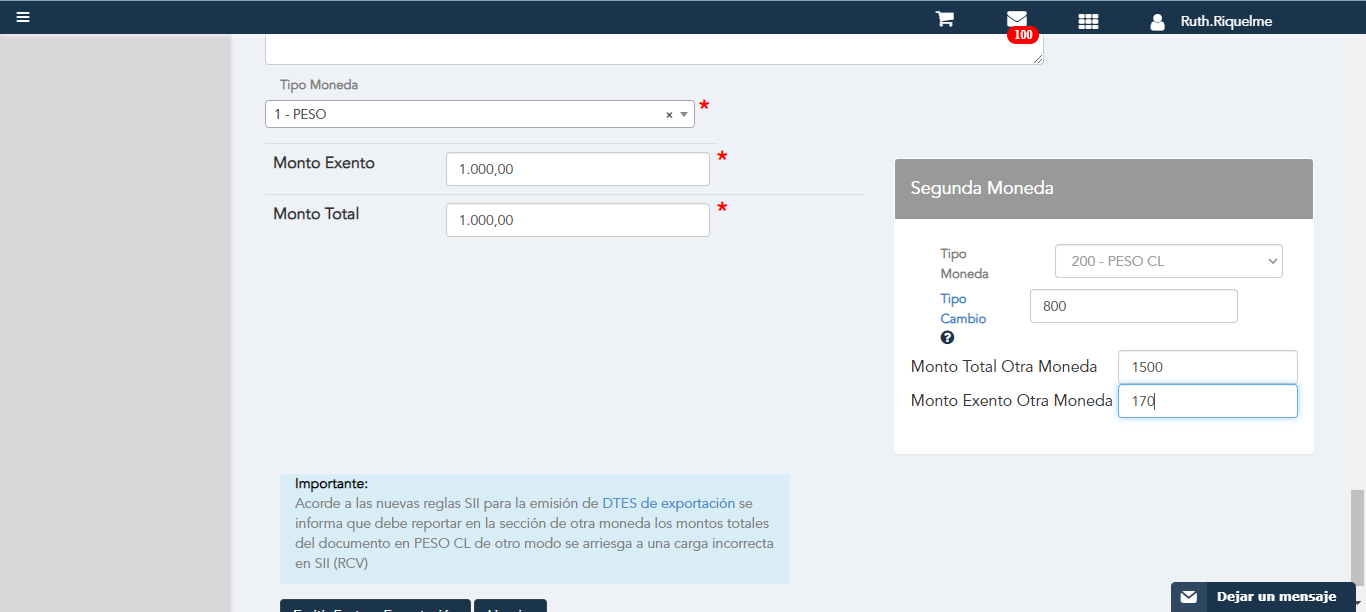 Ruth.Riquelme
100
Tipo Moneda
1 - PESO
Monto Exento
1.000,00
Monto Total
1.000,00
Segunda Moneda
Tipo
Moneda
200 - PESO CL
Tipo
Cambio
800
Monto Total Otra Moneda
1500
Monto Exento Otra Moneda
170
Importante:
Acorde a las nuevas reglas SII para la emisión de DTES de exportación se
informa que debe reportar en la sección de otra moneda los montos totales
del documento en PESO CL de otro modo se arriesga a una carga incorrecta
en SII (RCV)
Dejar un mensaje